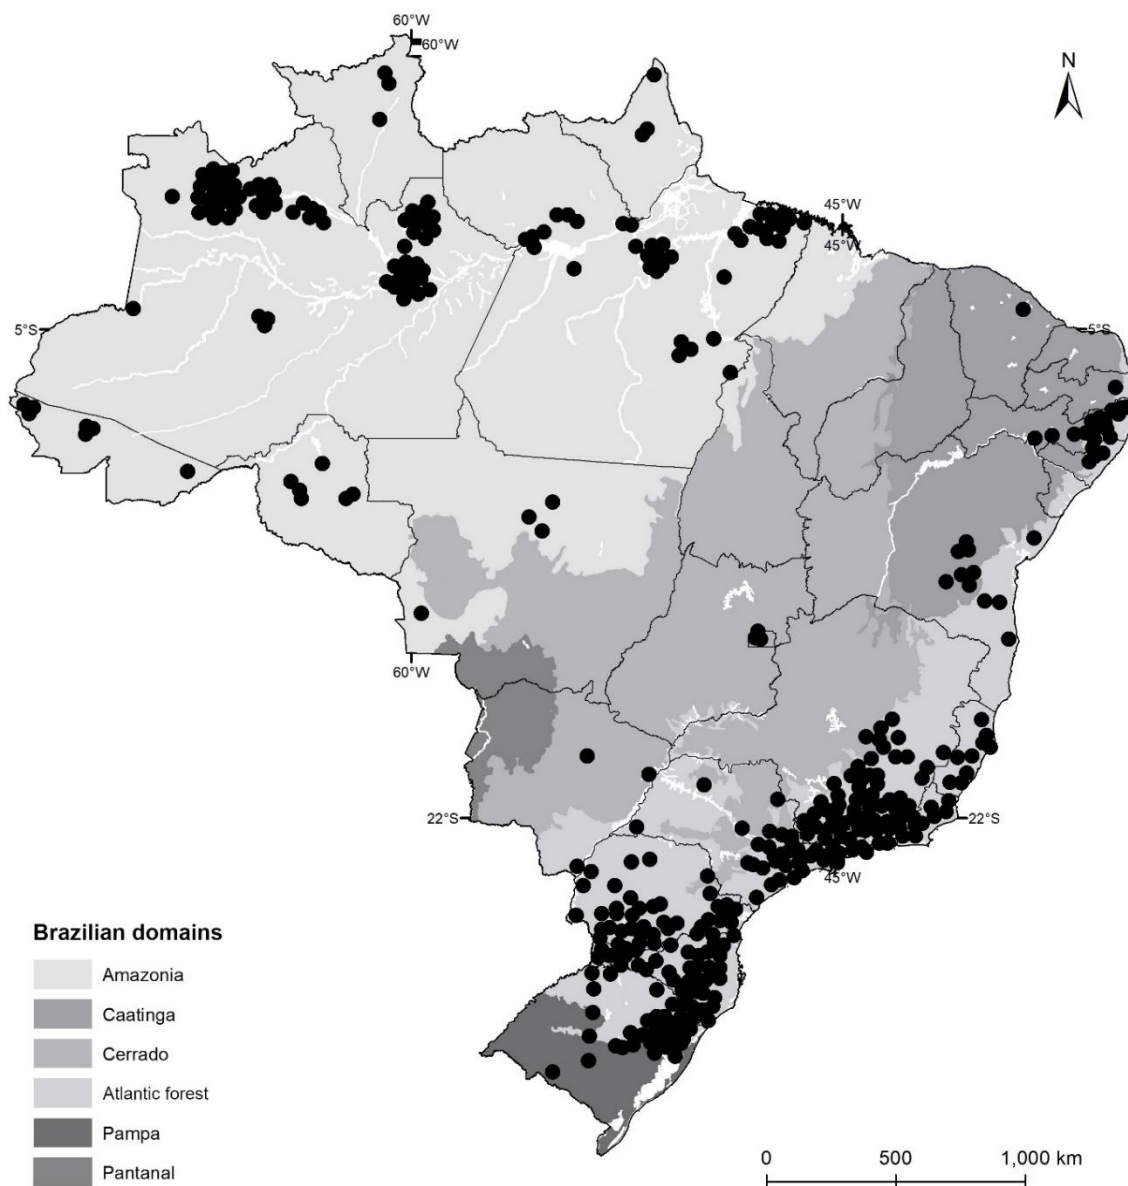 60°W
60°W
N
45°W
45°W
5°S
5°S
60°W
22°S
22°S
45°W
Brazilian domains
Amazonia
Caatinga
Cerrado
Atlantic forest
Pampa
Pantanal
0 500 1,000 km